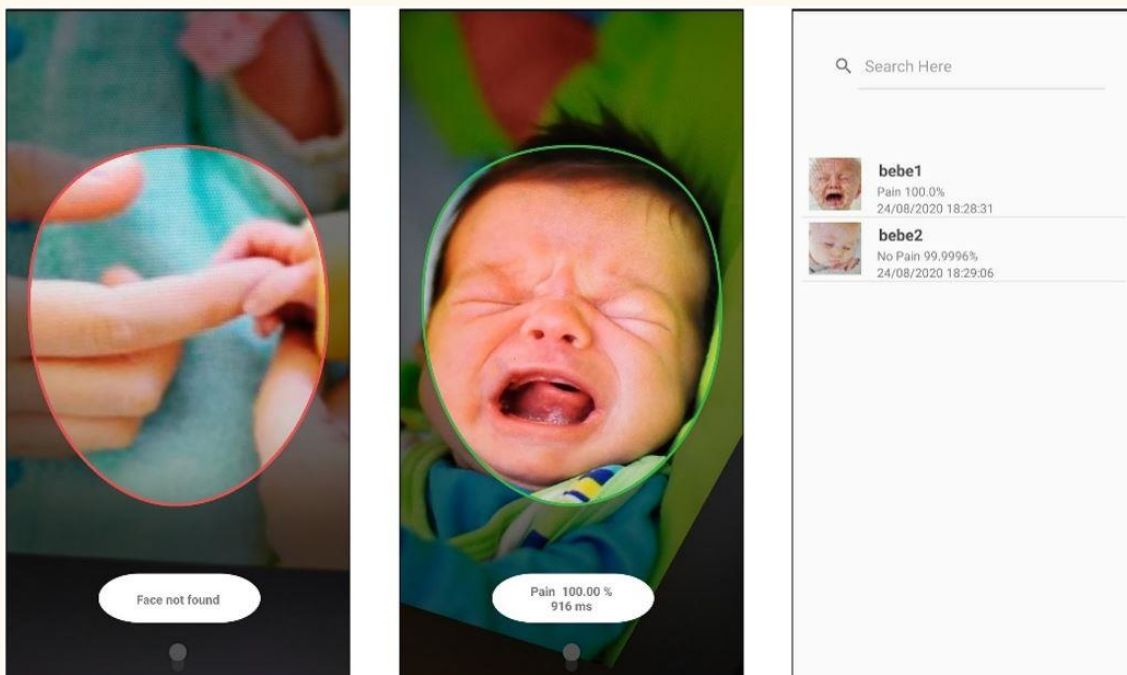 Face not found
Pain 100.00 %
916 ms
Search Here
bebe1
Pain 100.0%
24/08/2020 18:28:31
bebe2
No Pain 99.9996%
24/08/2020 18:29:06